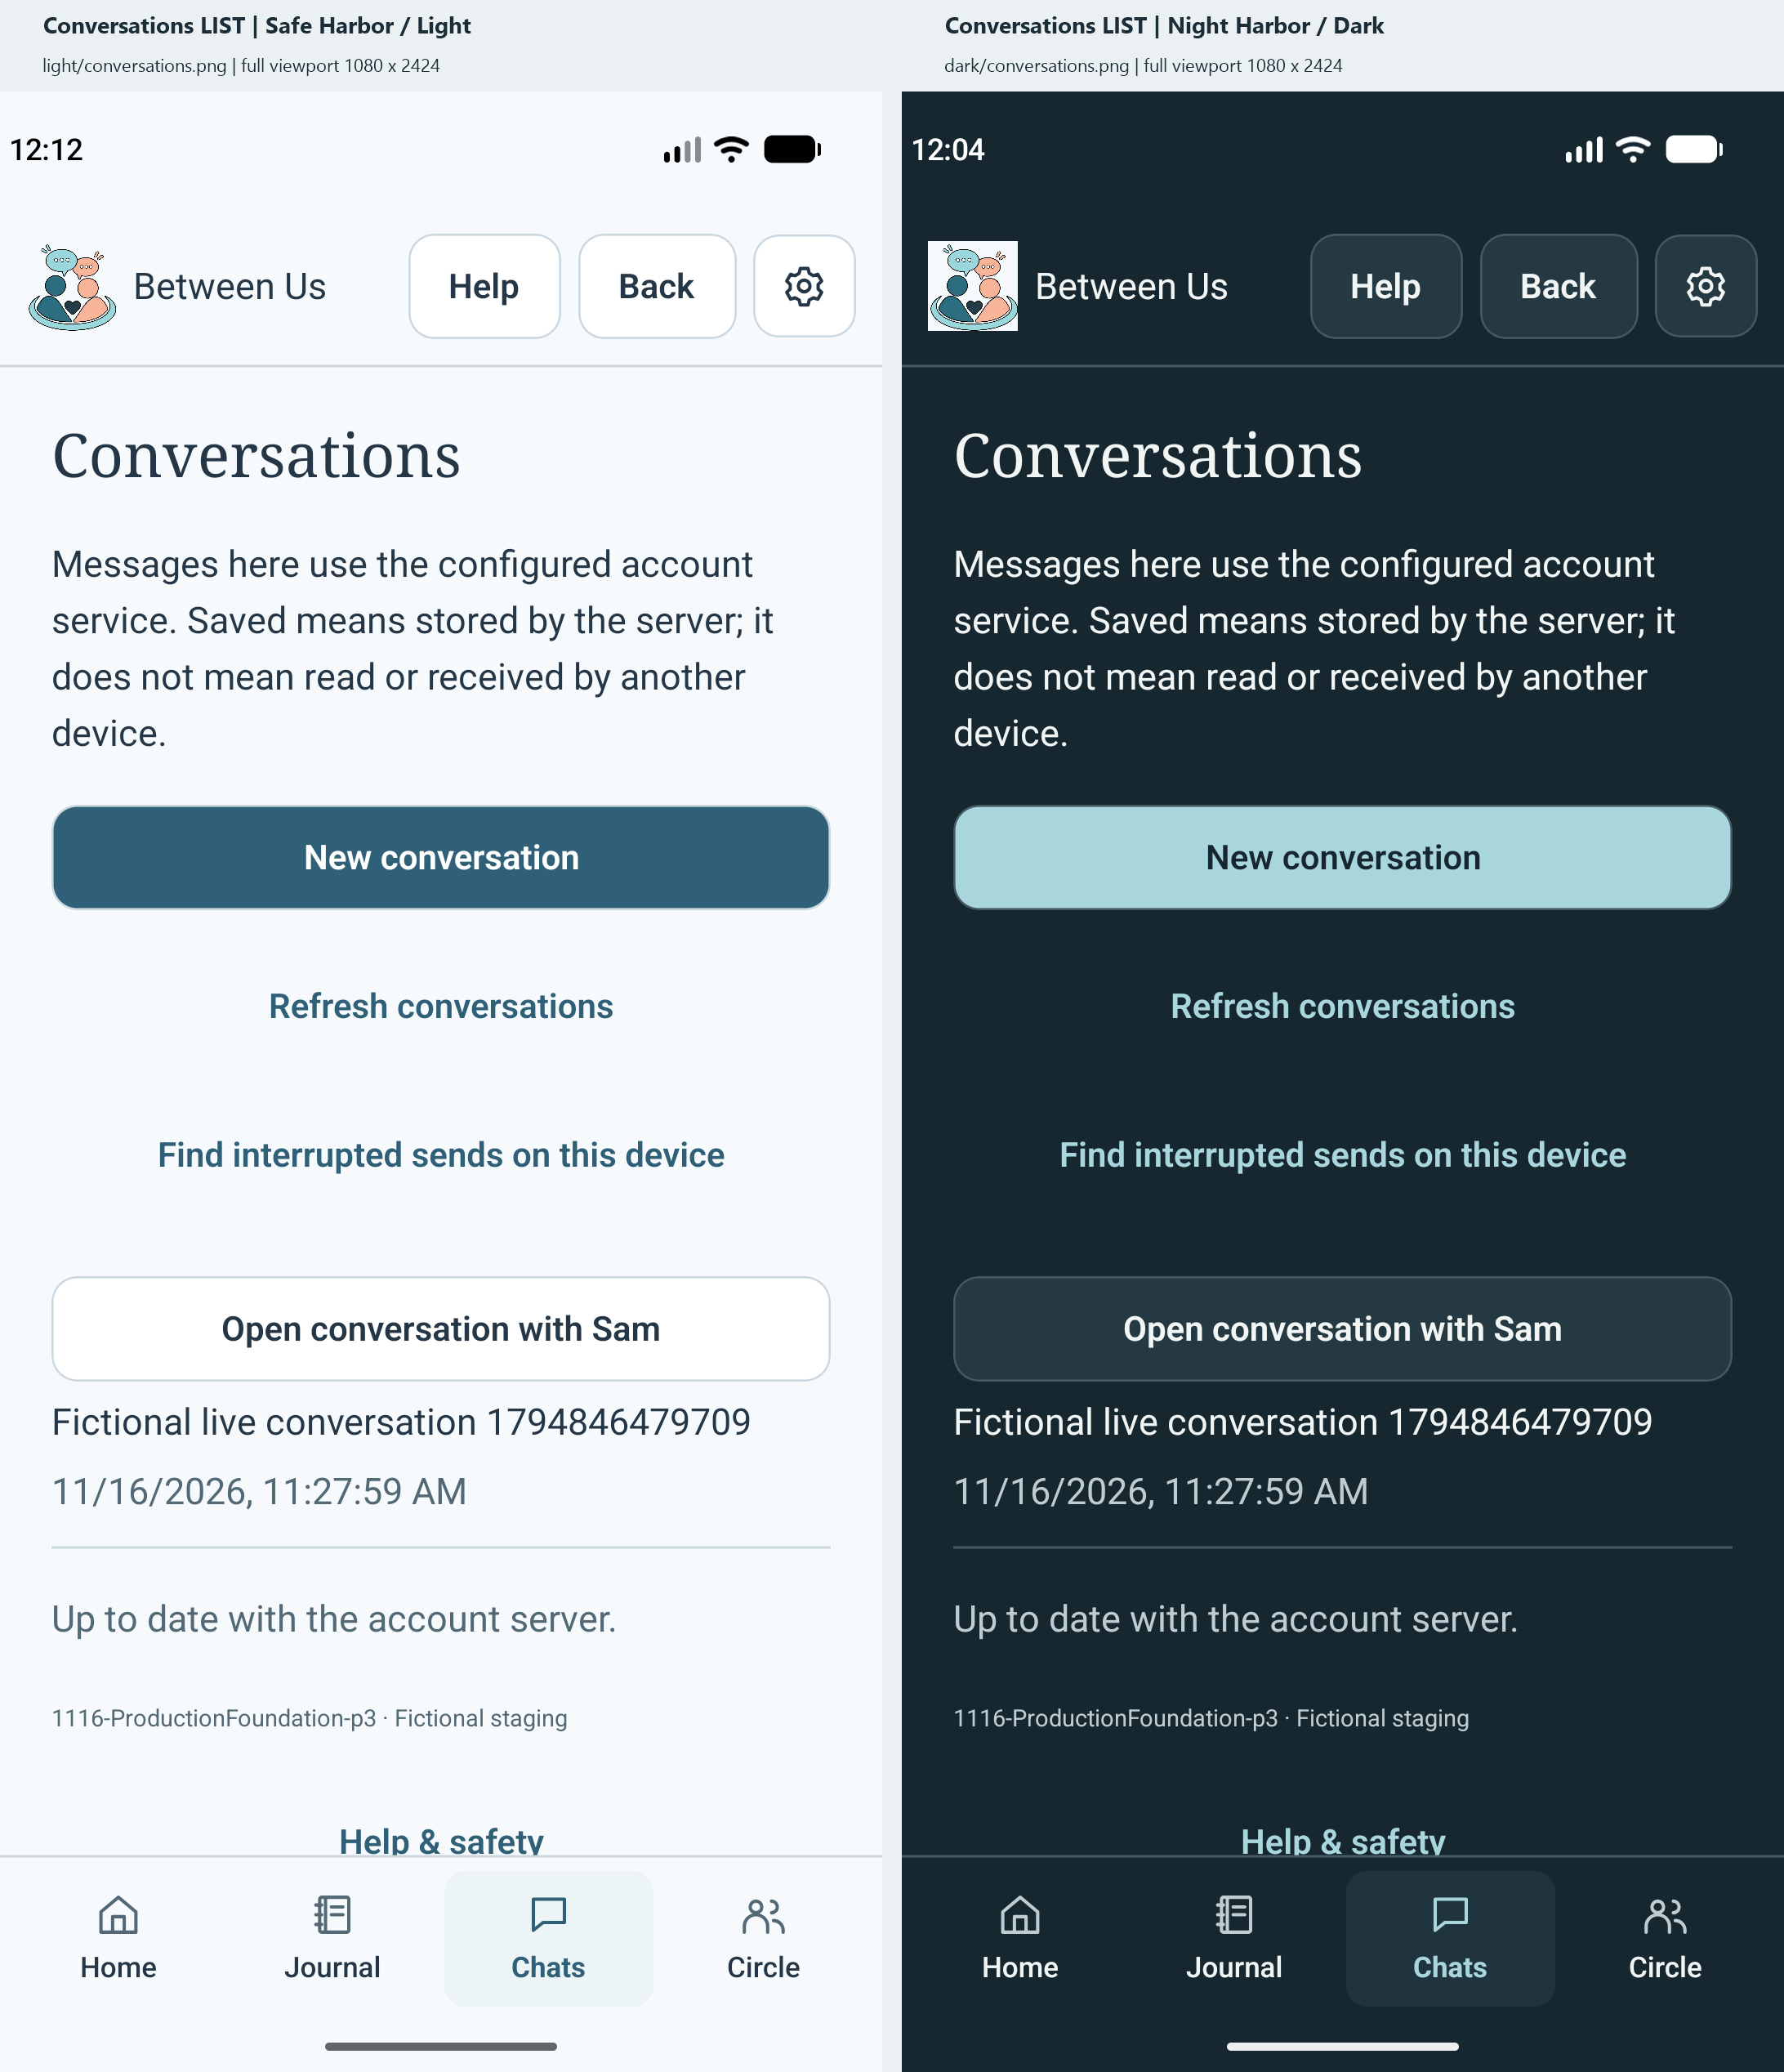 Conversations LIST | Safe Harbor / Light
light/conversations.png | full viewport 1080 x 2424
12:12
Between Us
Help
Back
Conversations
Messages here use the configured account
service. Saved means stored by the server; it
does not mean read or received by another
device.
New conversation
Refresh conversations
Find interrupted sends on this device
Open conversation with Sam
Fictional live conversation 1794846479709
11/16/2026, 11:27:59 AM
Up to date with the account server.
1116-ProductionFoundation-p3 · Fictional staging
Help & safety
Home
Journal
Chats
Circle
Conversations LIST | Night Harbor / Dark
dark/conversations.png | full viewport 1080 x 2424
12:04
Between Us
Help
Back
Conversations
Messages here use the configured account
service. Saved means stored by the server; it
does not mean read or received by another
device.
New conversation
Refresh conversations
Find interrupted sends on this device
Open conversation with Sam
Fictional live conversation 1794846479709
11/16/2026, 11:27:59 AM
Up to date with the account server.
1116-ProductionFoundation-p3 · Fictional staging
Help & safety
Home
Journal
Chats
Circle